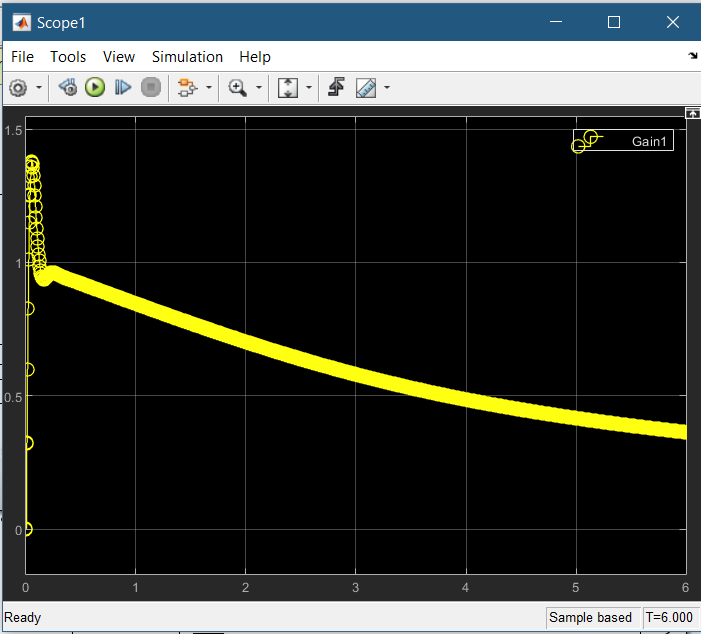 Scope1
File Tools View Simulation Help
Gain1
1.5
1
0.5
0
0 1 2 3 4 5 6
Ready Sample based T=6.000